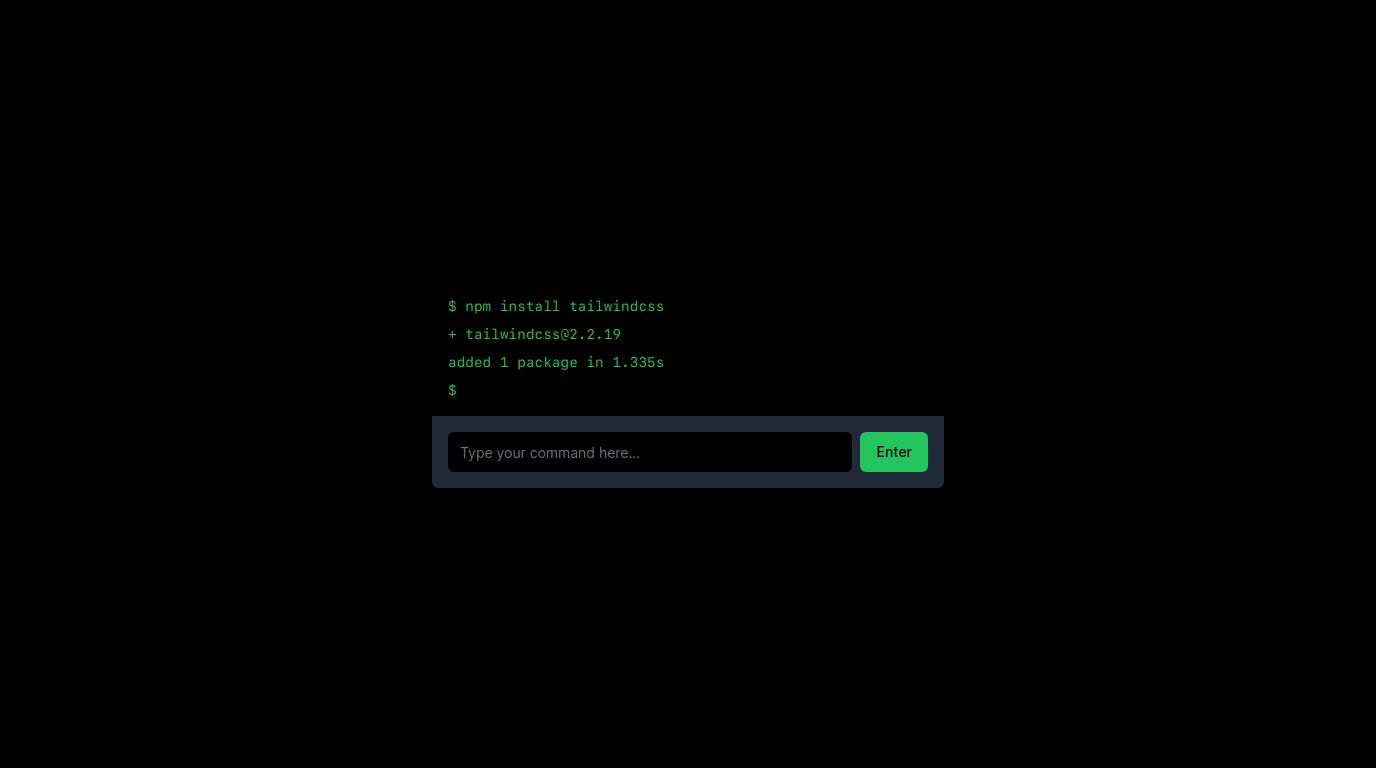 $ npm install tailwindcss
+ tailwindcss@2.2.19
added 1 package in 1.335s
$
Type your command here...
Enter